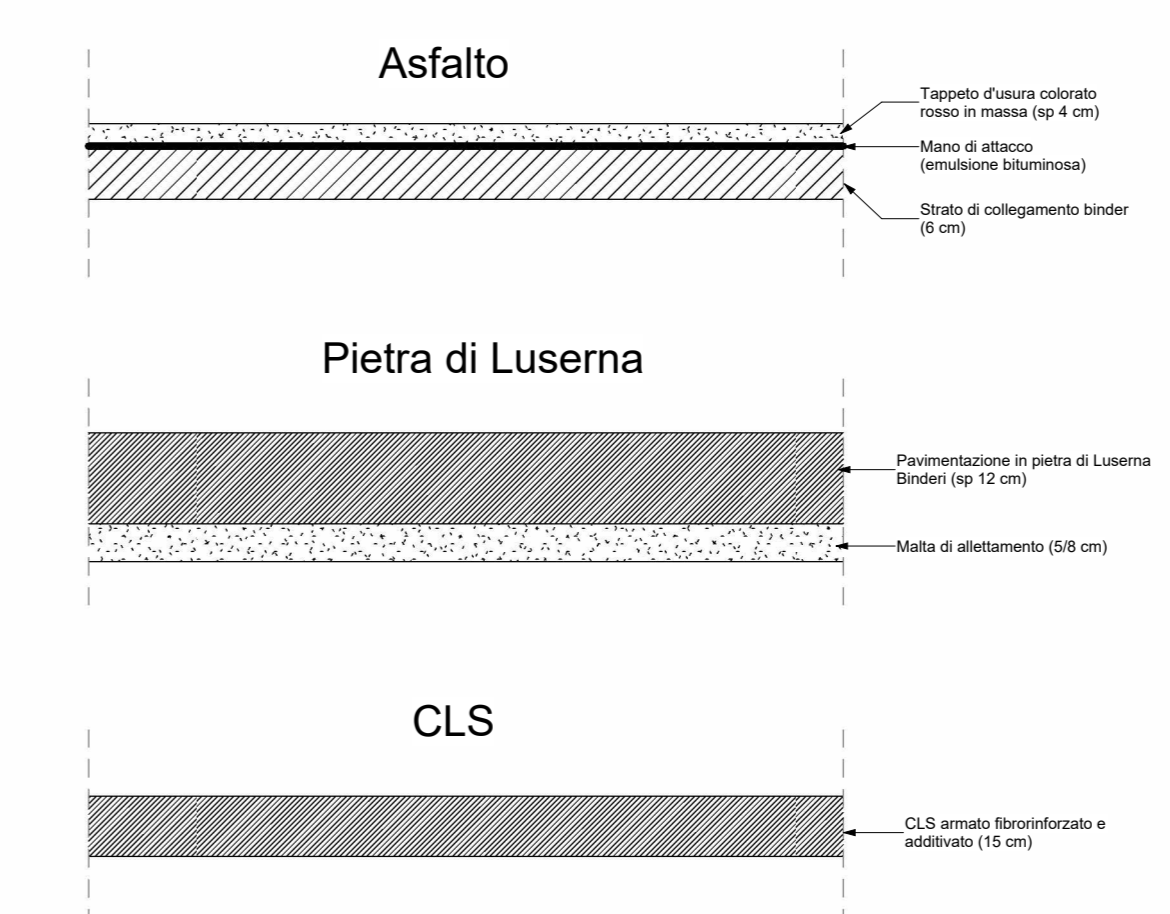 Asfalto
Tappeto d'usura colorato
rosso in massa (sp 4 cm)
Mano di attacco
(emulsione bituminosa)
Strato di collegamento binder
(6 cm)
Pietra di Luserna
Pavimentazione in pietra di Luserna
Binderi (sp 12 cm)
Malta di allettamento (5/8 cm)
CLS
CLS armato fibrorinforzato e
additivato (15 cm)